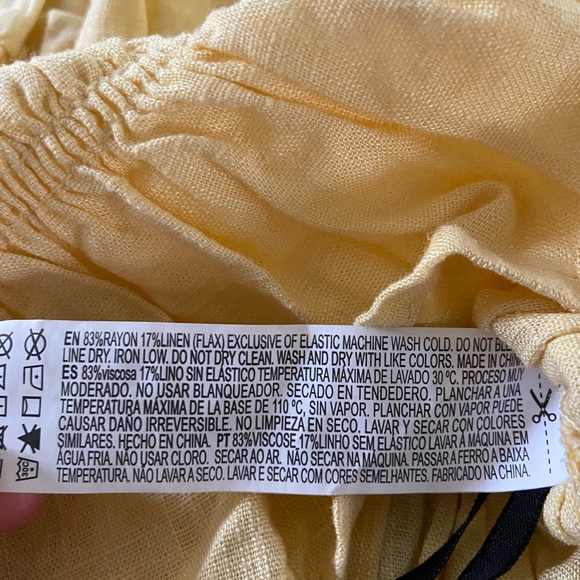 EN 83%RAYON 17%LINEN (FLAX) EXCLUSIVE OF ELASTIC MACHINE WASH COLD. DO NOT
LINE DRY. IRON LOW. DO NOT DRY CLEAN. WASH AND DRY WITH LIKE COLORS. MADE IN
ES 83%viscosa 17%LINO SIN ELÁSTICO TEMPERATURA MÁXIMA DE LAVADO 30 ºC. PROCESO
MODERADO. NO USAR BLANQUEADOR. SECADO EN TENDEDERO. PLANCHAR A UNA
TEMPERATURA MÁXIMA DE LA BASE DE 110 ºC, SIN VAPOR. PLANCHAR CON VAPOR PUEDE
CAUSAR DAÑO IRREVERSIBLE. NO LIMPIEZA EN SECO. LAVAR Y SECAR CON COLORES
SIMILARES. HECHO EN CHINA. PT 83%VISCOSE,17%LINHO SEM ELÁSTICO LAVAR À MÁQUINA EM
ÁGUA FRIA. NÃO USAR CLORO. SECAR AO AR. NÃO SECAR NA MÁQUINA. PASSAR A FERRO A BAIXA
TEMPERATURA. NÃO LAVAR A SECO. LAVAR E SECAR COM CORES SEMELHANTES. FABRICADO NA CHINA.